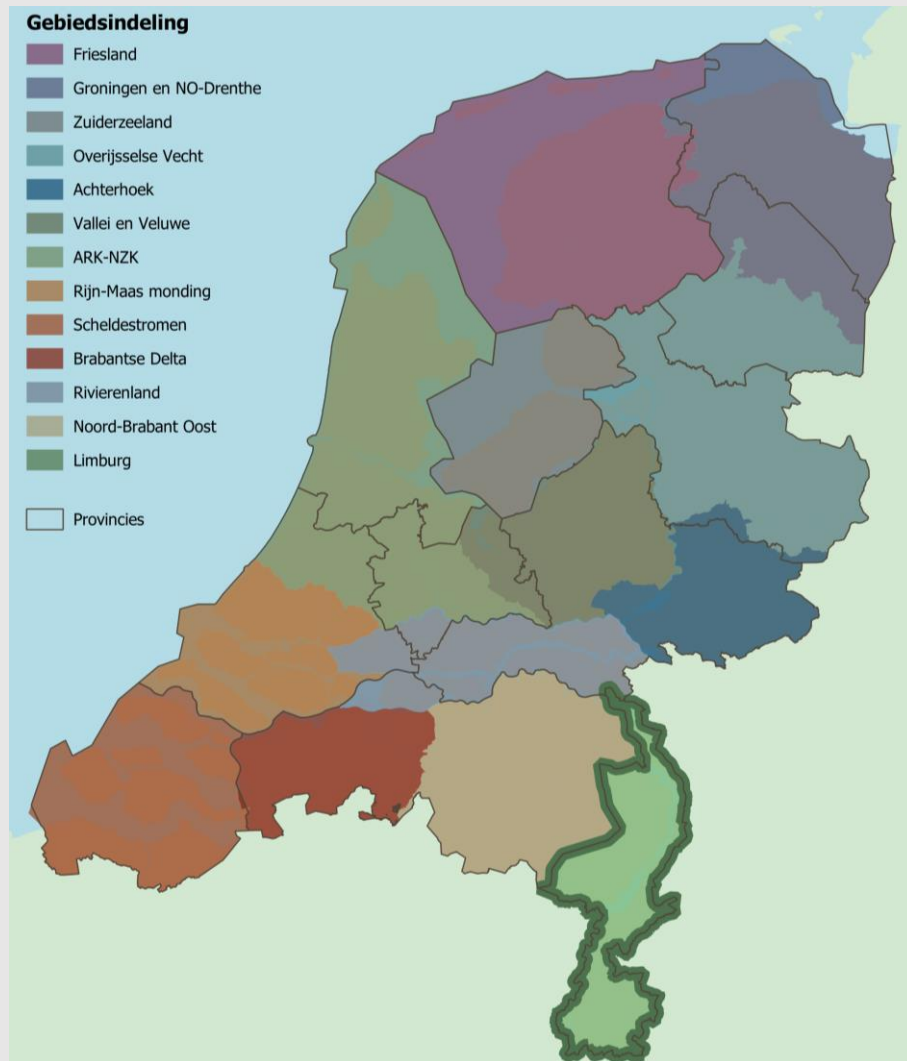 Gebiedsindeling
Friesland
Groningen en NO-Drenthe
Zuiderzeeland
Overijsselse Vecht
Achterhoek
Vallei en Veluwe
ARK-NZK
Rijn-Maas monding
Scheldestromen
Brabantse Delta
Rivierenland
Noord-Brabant Oost
Limburg
Provincies